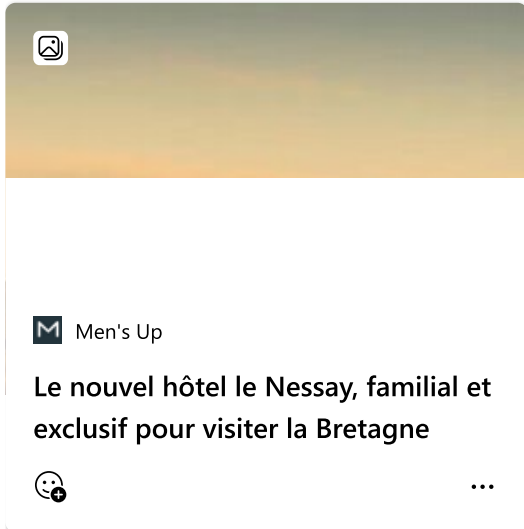 Men's Up
Le nouvel hôtel le Nessay, familial et
exclusif pour visiter la Bretagne